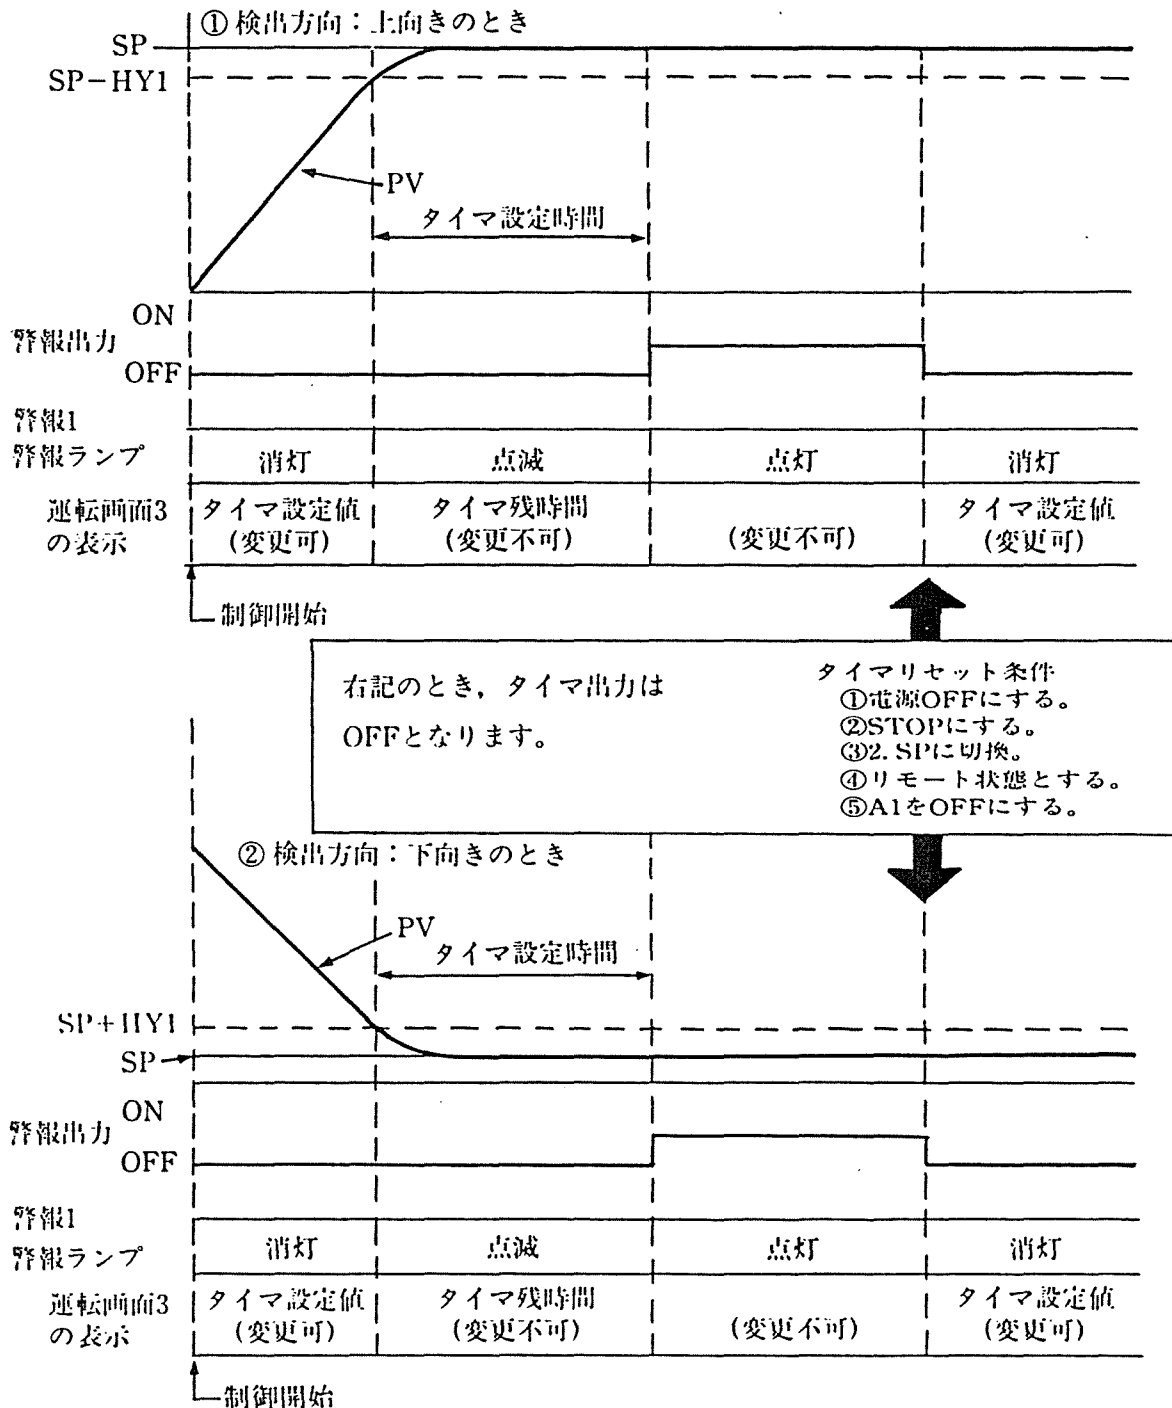 ① 検出方向：上向きのとき
SP
SP−HY1
PV
タイマ設定時間
ON
警報出力
OFF
警報1
警報ランプ 消灯 点滅 点灯 消灯
運転画面3 タイマ設定値 タイマ残時間 タイマ設定値
の表示 (変更可) (変更不可) (変更不可) (変更可)
制御開始
右記のとき，タイマ出力は
OFFとなります。
タイマリセット条件
①電源OFFにする。
②STOPにする。
③2. SPに切換。
④リモート状態とする。
⑤A1をOFFにする。
② 検出方向：下向きのとき
PV
タイマ設定時間
SP+HY1
SP
ON
警報出力
OFF
警報1
警報ランプ 消灯 点滅 点灯 消灯
運転画面3 タイマ設定値 タイマ残時間 タイマ設定値
の表示 (変更可) (変更不可) (変更不可) (変更可)
制御開始